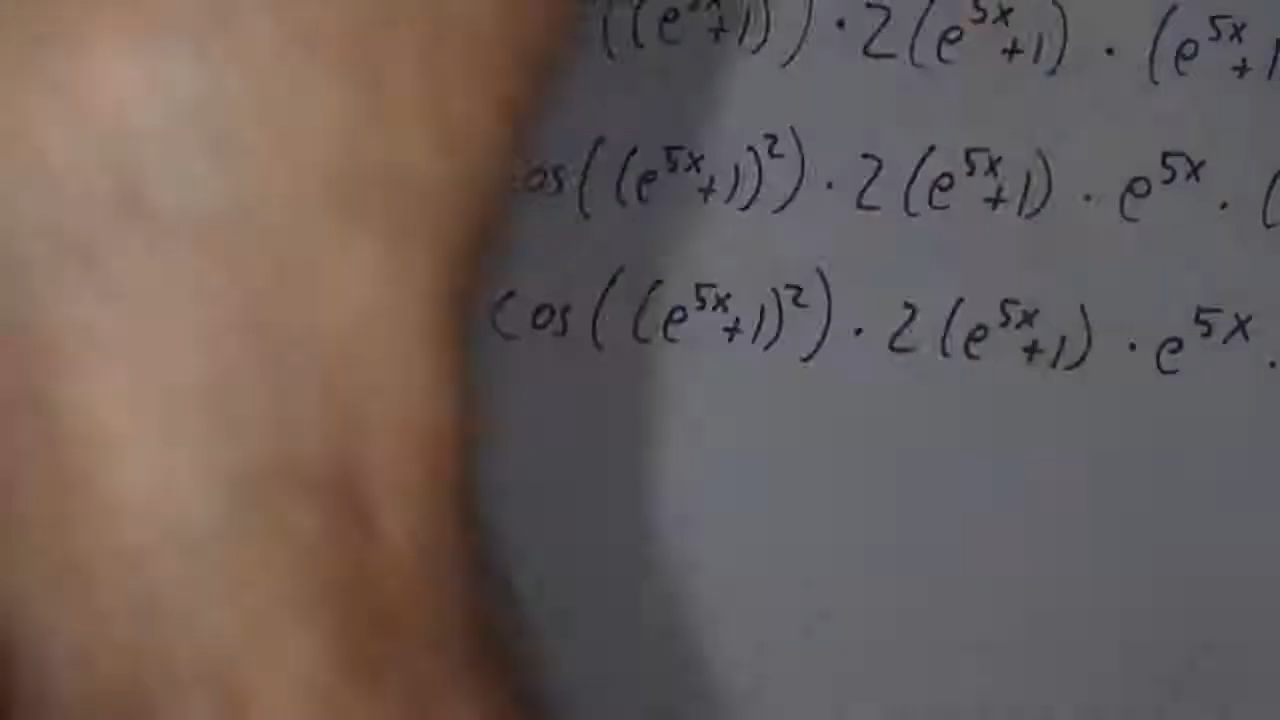 ((e^{5x}+1)) · 2(e^{5x}+1) · (e^{5x}+1
cos((e^{5x}+1)^2) · 2(e^{5x}+1) · e^{5x} · (
cos((e^{5x}+1)^2) · 2(e^{5x}+1) · e^{5x} ·